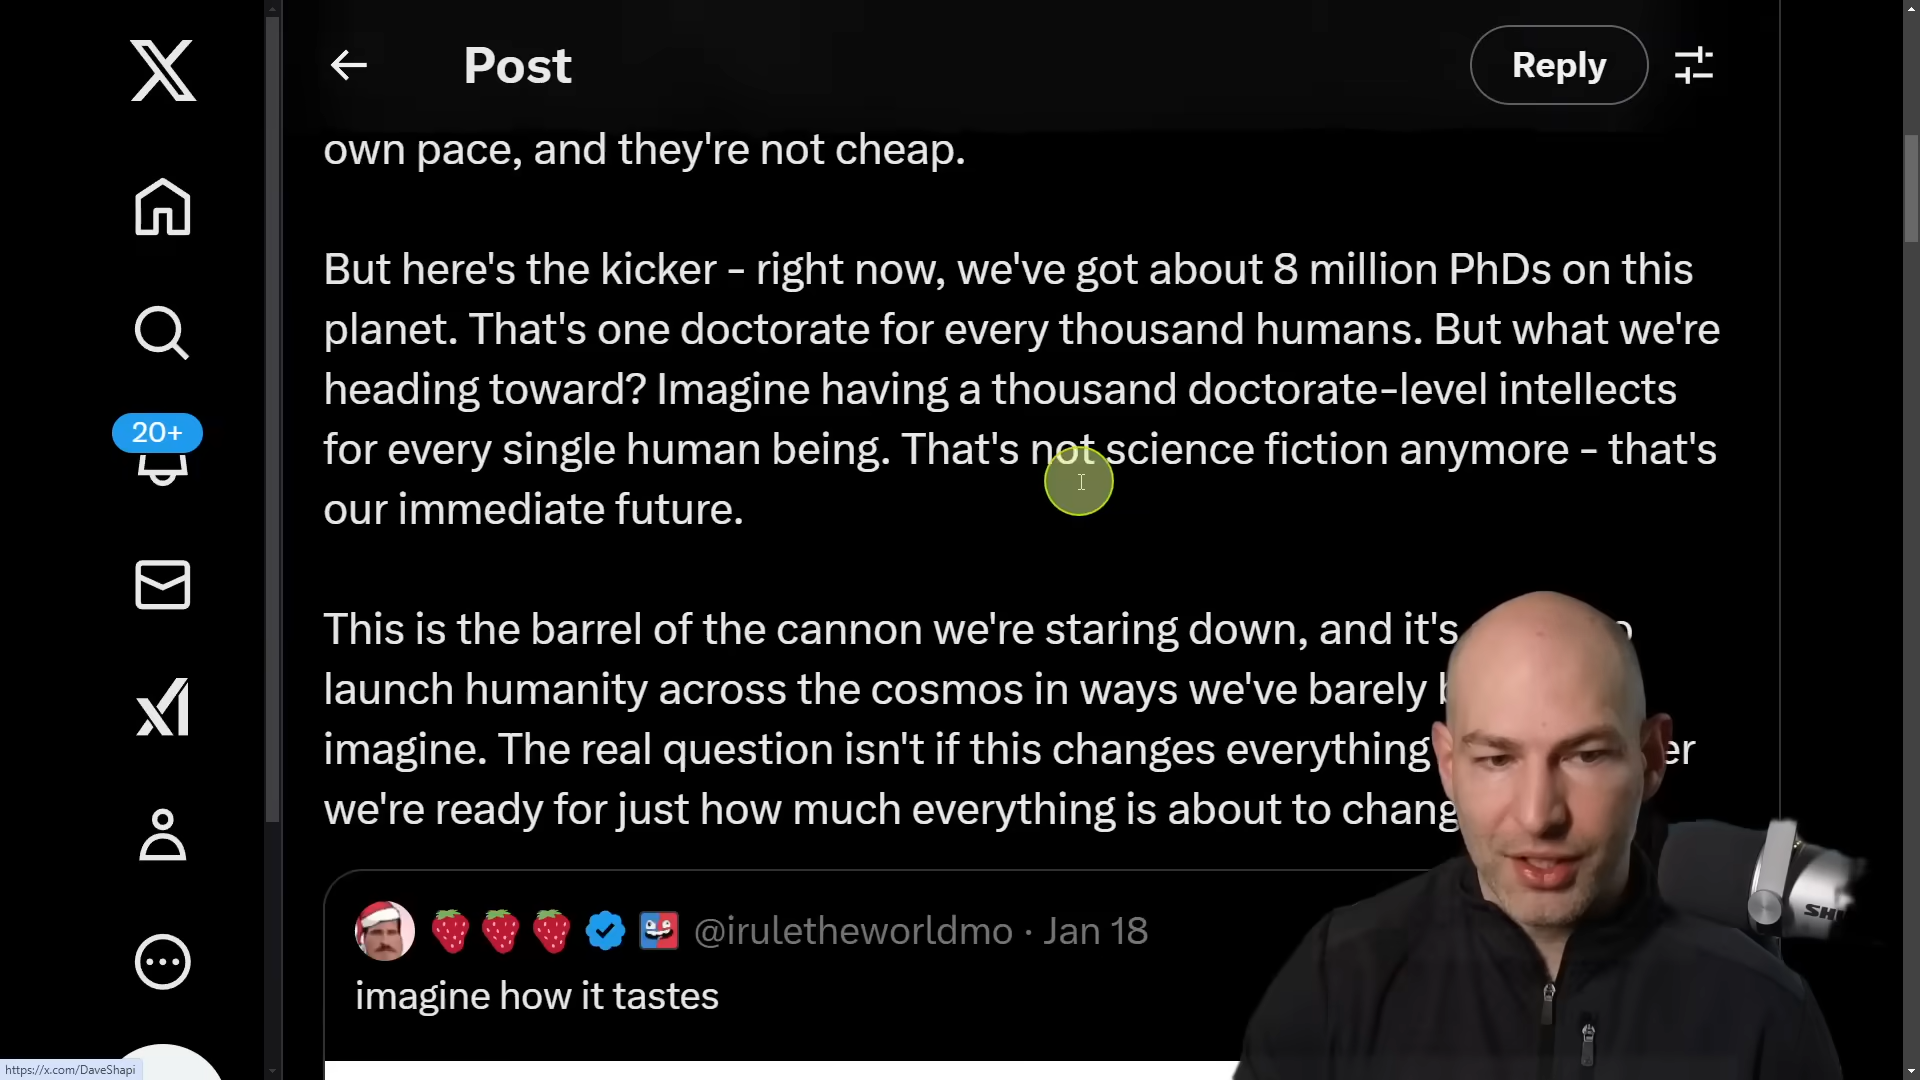 Post
Reply
own pace, and they're not cheap.
But here's the kicker - right now, we've got about 8 million PhDs on this
planet. That's one doctorate for every thousand humans. But what we're
heading toward? Imagine having a thousand doctorate-level intellects
for every single human being. That's not science fiction anymore - that's
our immediate future.
This is the barrel of the cannon we're staring down, and it's
launch humanity across the cosmos in ways we've barely
imagine. The real question isn't if this changes everything
we're ready for just how much everything is about to
20+
@iruletheworldmo · Jan 18
imagine how it tastes
https://x.com/DaveShapi